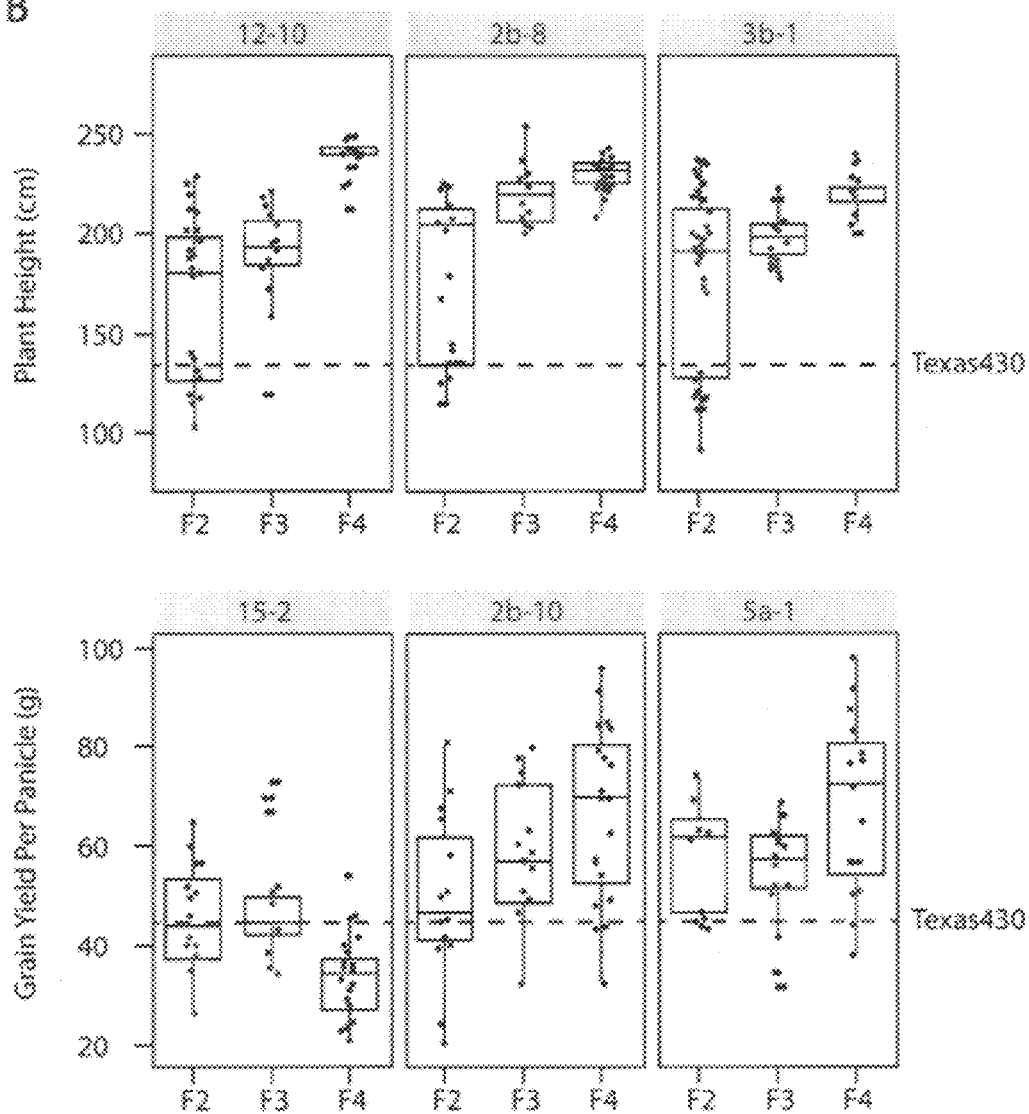 B
12-10 2b-8 3b-1
Plant Height (cm)
250
200
150
100
Texas430
F2 F3 F4 F2 F3 F4 F2 F3 F4
15-2 2b-10 5a-1
Grain Yield Per Panicle (g)
100
80
60
40
20
Texas430
F2 F3 F4 F2 F3 F4 F2 F3 F4